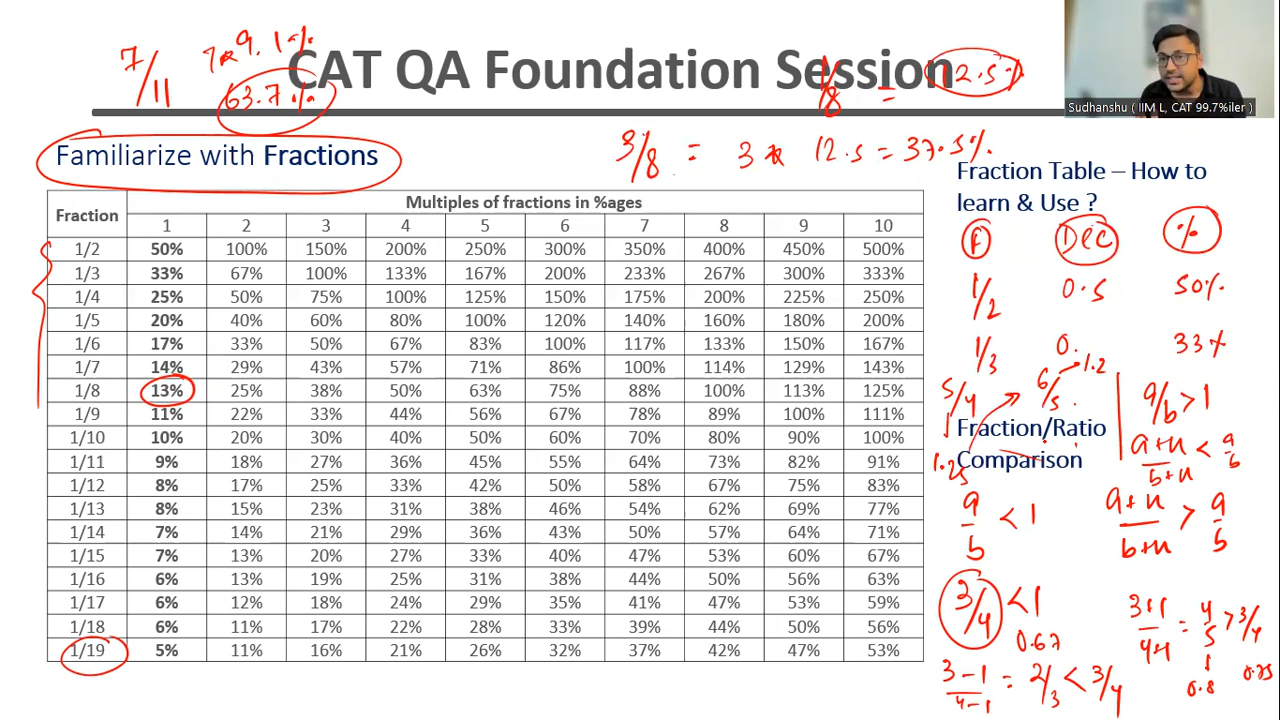 7/11 7*9.1%
63.7%
CAT QA Foundation Session
1/8 = 12.5%
Sudhanshu ( IIM L, CAT 99.7%iler )
Familiarize with Fractions
3/8 = 3 * 12.5 = 37.5%
Fraction Multiples of fractions in %ages
1 2 3 4 5 6 7 8 9 10
1/2 50% 100% 150% 200% 250% 300% 350% 400% 450% 500%
1/3 33% 67% 100% 133% 167% 200% 233% 267% 300% 333%
1/4 25% 50% 75% 100% 125% 150% 175% 200% 225% 250%
1/5 20% 40% 60% 80% 100% 120% 140% 160% 180% 200%
1/6 17% 33% 50% 67% 83% 100% 117% 133% 150% 167%
1/7 14% 29% 43% 57% 71% 86% 100% 114% 129% 143%
1/8 13% 25% 38% 50% 63% 75% 88% 100% 113% 125%
1/9 11% 22% 33% 44% 56% 67% 78% 89% 100% 111%
1/10 10% 20% 30% 40% 50% 60% 70% 80% 90% 100%
1/11 9% 18% 27% 36% 45% 55% 64% 73% 82% 91%
1/12 8% 17% 25% 33% 42% 50% 58% 67% 75% 83%
1/13 8% 15% 23% 31% 38% 46% 54% 62% 69% 77%
1/14 7% 14% 21% 29% 36% 43% 50% 57% 64% 71%
1/15 7% 13% 20% 27% 33% 40% 47% 53% 60% 67%
1/16 6% 13% 19% 25% 31% 38% 44% 50% 56% 63%
1/17 6% 12% 18% 24% 29% 35% 41% 47% 53% 59%
1/18 6% 11% 17% 22% 28% 33% 39% 44% 50% 56%
1/19 5% 11% 16% 21% 26% 32% 37% 42% 47% 53%
Fraction Table – How to
learn & Use ?
F Dec %
1/2 0.5 50%
1/3 0. 33%
5/4 6/5 1.2
a/b > 1
Fraction/Ratio
Comparison
1.25
a+x/b+x < a/b
a/b < 1 a+x/b+x > a/b
3/4 < 1 3+1/4+1 = 4/5 > 3/4
0.67
3-1/4-1 = 2/3 < 3/4
0.8 0.75